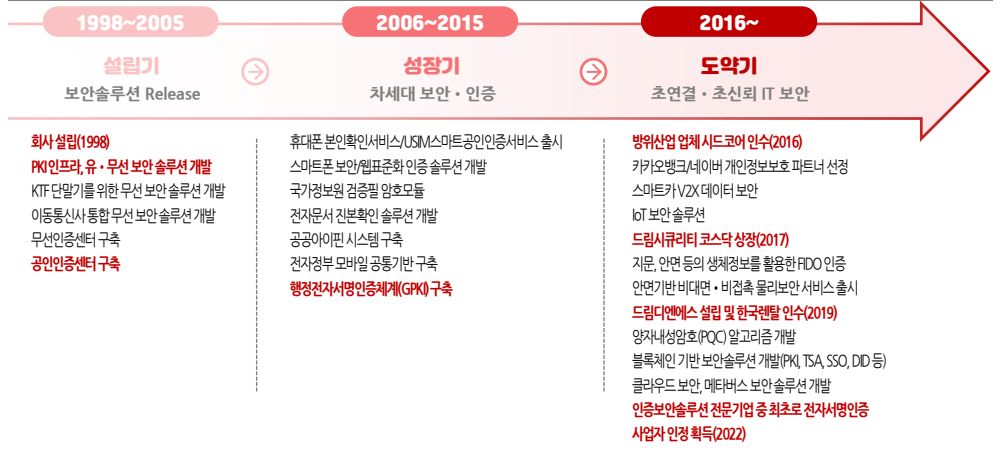 1998~2005
설립기
보안솔루션 Release
회사 설립(1998)
PKI 인프라, 유・무선 보안 솔루션 개발
KTF 단말기를 위한 무선 보안 솔루션 개발
이동통신사 통합 무선 보안 솔루션 개발
무선인증센터 구축
공인인증센터 구축
2006~2015
성장기
차세대 보안・인증
휴대폰 본인확인서비스/USIM스마트공인인증서비스 출시
스마트폰 보안/웹표준화 인증 솔루션 개발
국가정보원 검증필 암호모듈
전자문서 진본확인 솔루션 개발
공공아이핀 시스템 구축
전자정부 모바일 공통기반 구축
행정전자서명인증체계(GPKI) 구축
2016~
도약기
초연결・초신뢰 IT 보안
방위산업 업체 시드코어 인수(2016)
카카오뱅크/네이버 개인정보보호 파트너 선정
스마트카 V2X 데이터 보안
IoT 보안 솔루션
드림시큐리티 코스닥 상장(2017)
지문, 안면 등의 생체정보를 활용한 FIDO 인증
안면기반 비대면・비접촉 물리보안 서비스 출시
드림디엔에스 설립 및 한국렌탈 인수(2019)
양자내성암호(PQC) 알고리즘 개발
블록체인 기반 보안솔루션 개발(PKI, TSA, SSO, DID 등)
클라우드 보안, 메타버스 보안 솔루션 개발
인증보안솔루션 전문기업 중 최초로 전자서명인증
사업자 인정 획득(2022)